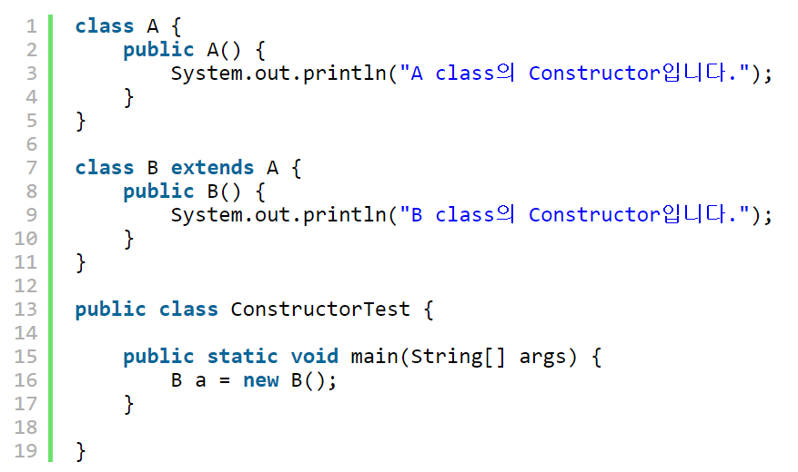 1 class A {
2 public A() {
3 System.out.println("A class의 Constructor입니다.");
4 }
5 }
6
7 class B extends A {
8 public B() {
9 System.out.println("B class의 Constructor입니다.");
10 }
11 }
12
13 public class ConstructorTest {
14
15 public static void main(String[] args) {
16 B a = new B();
17 }
18
19 }